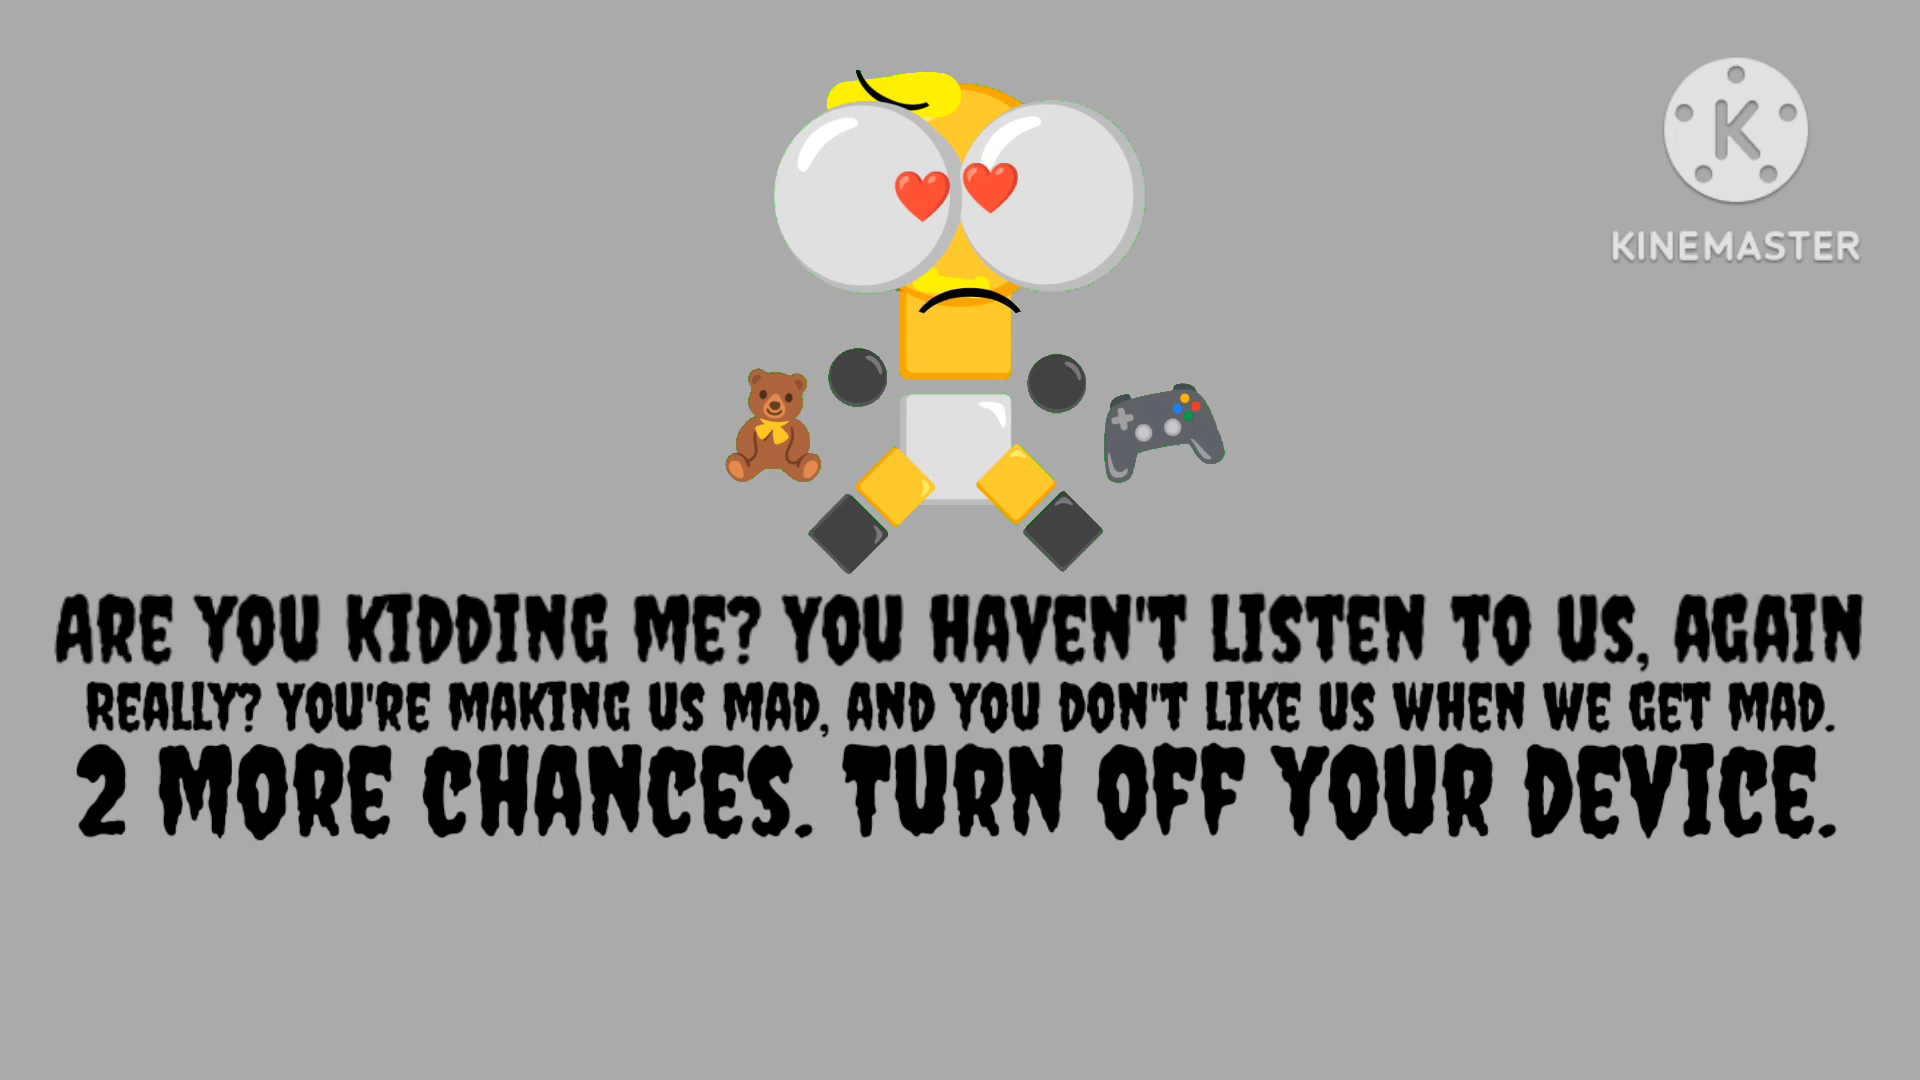 K
KINEMASTER
ARE YOU KIDDING ME? YOU HAVEN'T LISTEN TO US, AGAIN
REALLY? YOU'RE MAKING US MAD, AND YOU DON'T LIKE US WHEN WE GET MAD.
2 MORE CHANCES. TURN OFF YOUR DEVICE.